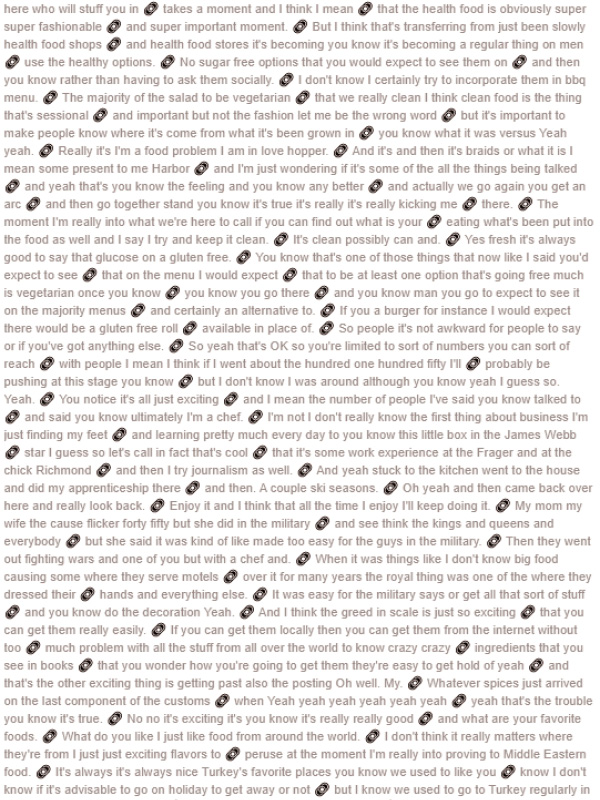 here who will stuff you in takes a moment and I think I mean that the health food is obviously super
super fashionable and super important moment. But I think that's transferring from just been slowly
health food shops and health food stores it's becoming you know it's becoming a regular thing on men
use the healthy options. No sugar free options that you would expect to see them on and then
you know rather than having to ask them socially. I don't know I certainly try to incorporate them in bbq
menu. The majority of the salad to be vegetarian that we really clean I think clean food is the thing
that's sessional and important but not the fashion let me be the wrong word but it's important to
make people know where it's come from what it's been grown in you know what it was versus Yeah
yeah. Really it's I'm a food problem I am in love hopper. And it's and then it's braids or what it is I
mean some present to me Harbor and I'm just wondering if it's some of the all the things being talked
and yeah that's you know the feeling and you know any better and actually we go again you get an
arc and then go together stand you know it's true it's really it's really kicking me there. The
moment I'm really into what we're here to call if you can find out what is your eating what's been put into
the food as well and I say I try and keep it clean. It's clean possibly can and. Yes fresh it's always
good to say that glucose on a gluten free. You know that's one of those things that now like I said you'd
expect to see that on the menu I would expect that to be at least one option that's going free much
is vegetarian once you know you know you go there and you know man you go to expect to see it
on the majority menus and certainly an alternative to. If you a burger for instance I would expect
there would be a gluten free roll available in place of. So people it's not awkward for people to say
or if you've got anything else. So yeah that's OK so you're limited to sort of numbers you can sort of
reach with people I mean I think if I went about the hundred one hundred fifty I'll probably be
pushing at this stage you know but I don't know I was around although you know yeah I guess so.
Yeah. You notice it's all just exciting and I mean the number of people I've said you know talked to
and said you know ultimately I'm a chef. I'm not I don't really know the first thing about business I'm
just finding my feet and learning pretty much every day to you know this little box in the James Webb
star I guess so let's call in fact that's cool that it's some work experience at the Frager and at the
chick Richmond and then I try journalism as well. And yeah stuck to the kitchen went to the house
and did my apprenticeship there and then. A couple ski seasons. Oh yeah and then came back over
here and really look back. Enjoy it and I think that all the time I enjoy I'll keep doing it. My mom my
wife the cause flicker forty fifty but she did in the military and see think the kings and queens and
everybody but she said it was kind of like made too easy for the guys in the military. Then they went
out fighting wars and one of you but with a chef and. When it was things like I don't know big food
causing some where they serve motels over it for many years the royal thing was one of the where they
dressed their hands and everything else. It was easy for the military says or get all that sort of stuff
and you know do the decoration Yeah. And I think the greed in scale is just so exciting that you
can get them really easily. If you can get them locally then you can get them from the internet without
too much problem with all the stuff from all over the world to know crazy crazy ingredients that you
see in books that you wonder how you're going to get them they're easy to get hold of yeah and
that's the other exciting thing is getting past also the posting Oh well. My. Whatever spices just arrived
on the last component of the customs when Yeah yeah yeah yeah yeah yeah that's the trouble
you know it's true. No no it's exciting it's you know it's really really good and what are your favorite
foods. What do you like I just like food from around the world. I don't think it really matters where
they're from I just just exciting flavors to peruse at the moment I'm really into proving to Middle Eastern
food. It's always it's always nice Turkey's favorite places you know we used to like you know I don't
know if it's advisable to go on holiday to get away or not but I know we used to go to Turkey regularly in